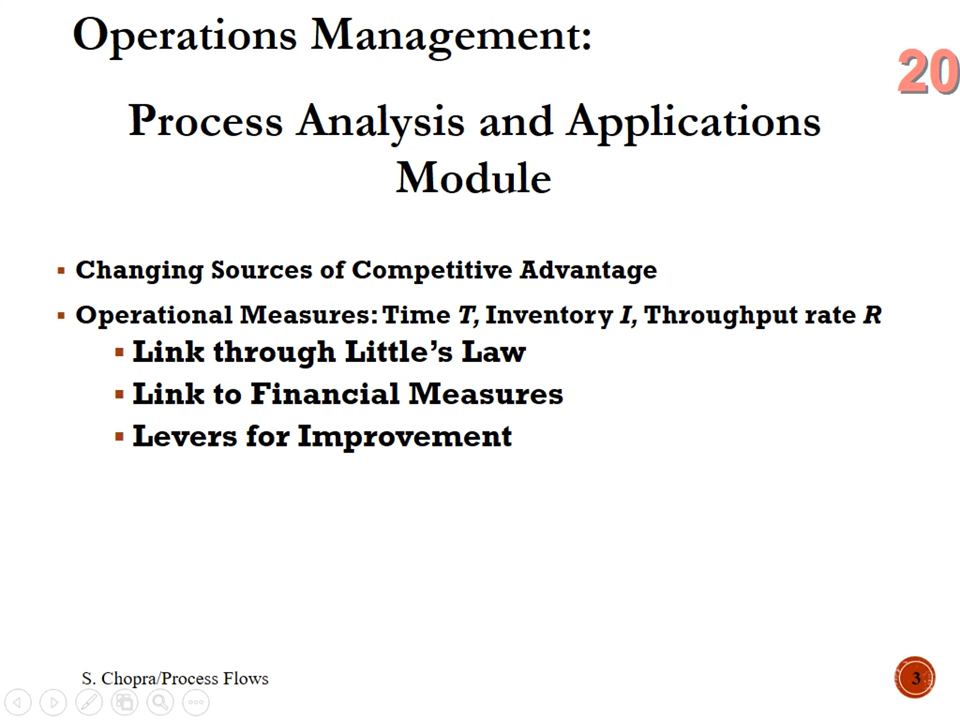 Operations Management:
20
Process Analysis and Applications
Module
Changing Sources of Competitive Advantage
Operational Measures: Time T, Inventory I, Throughput rate R
Link through Little's Law
Link to Financial Measures
Levers for Improvement
S. Chopra/Process Flows
3